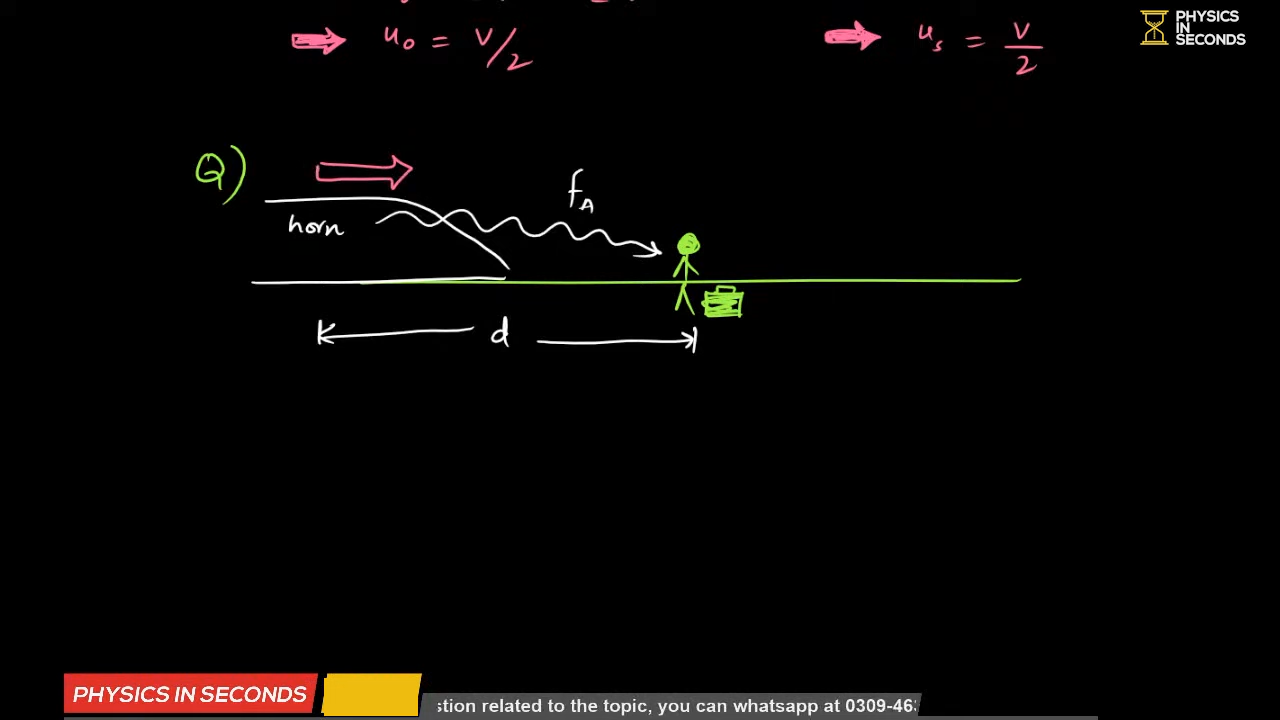 u₀ = v/2
uₛ = v/2
PHYSICS
IN
SECONDS
Q)
f_A
horn
d
PHYSICS IN SECONDS
stion related to the topic, you can whatsapp at 0309-46